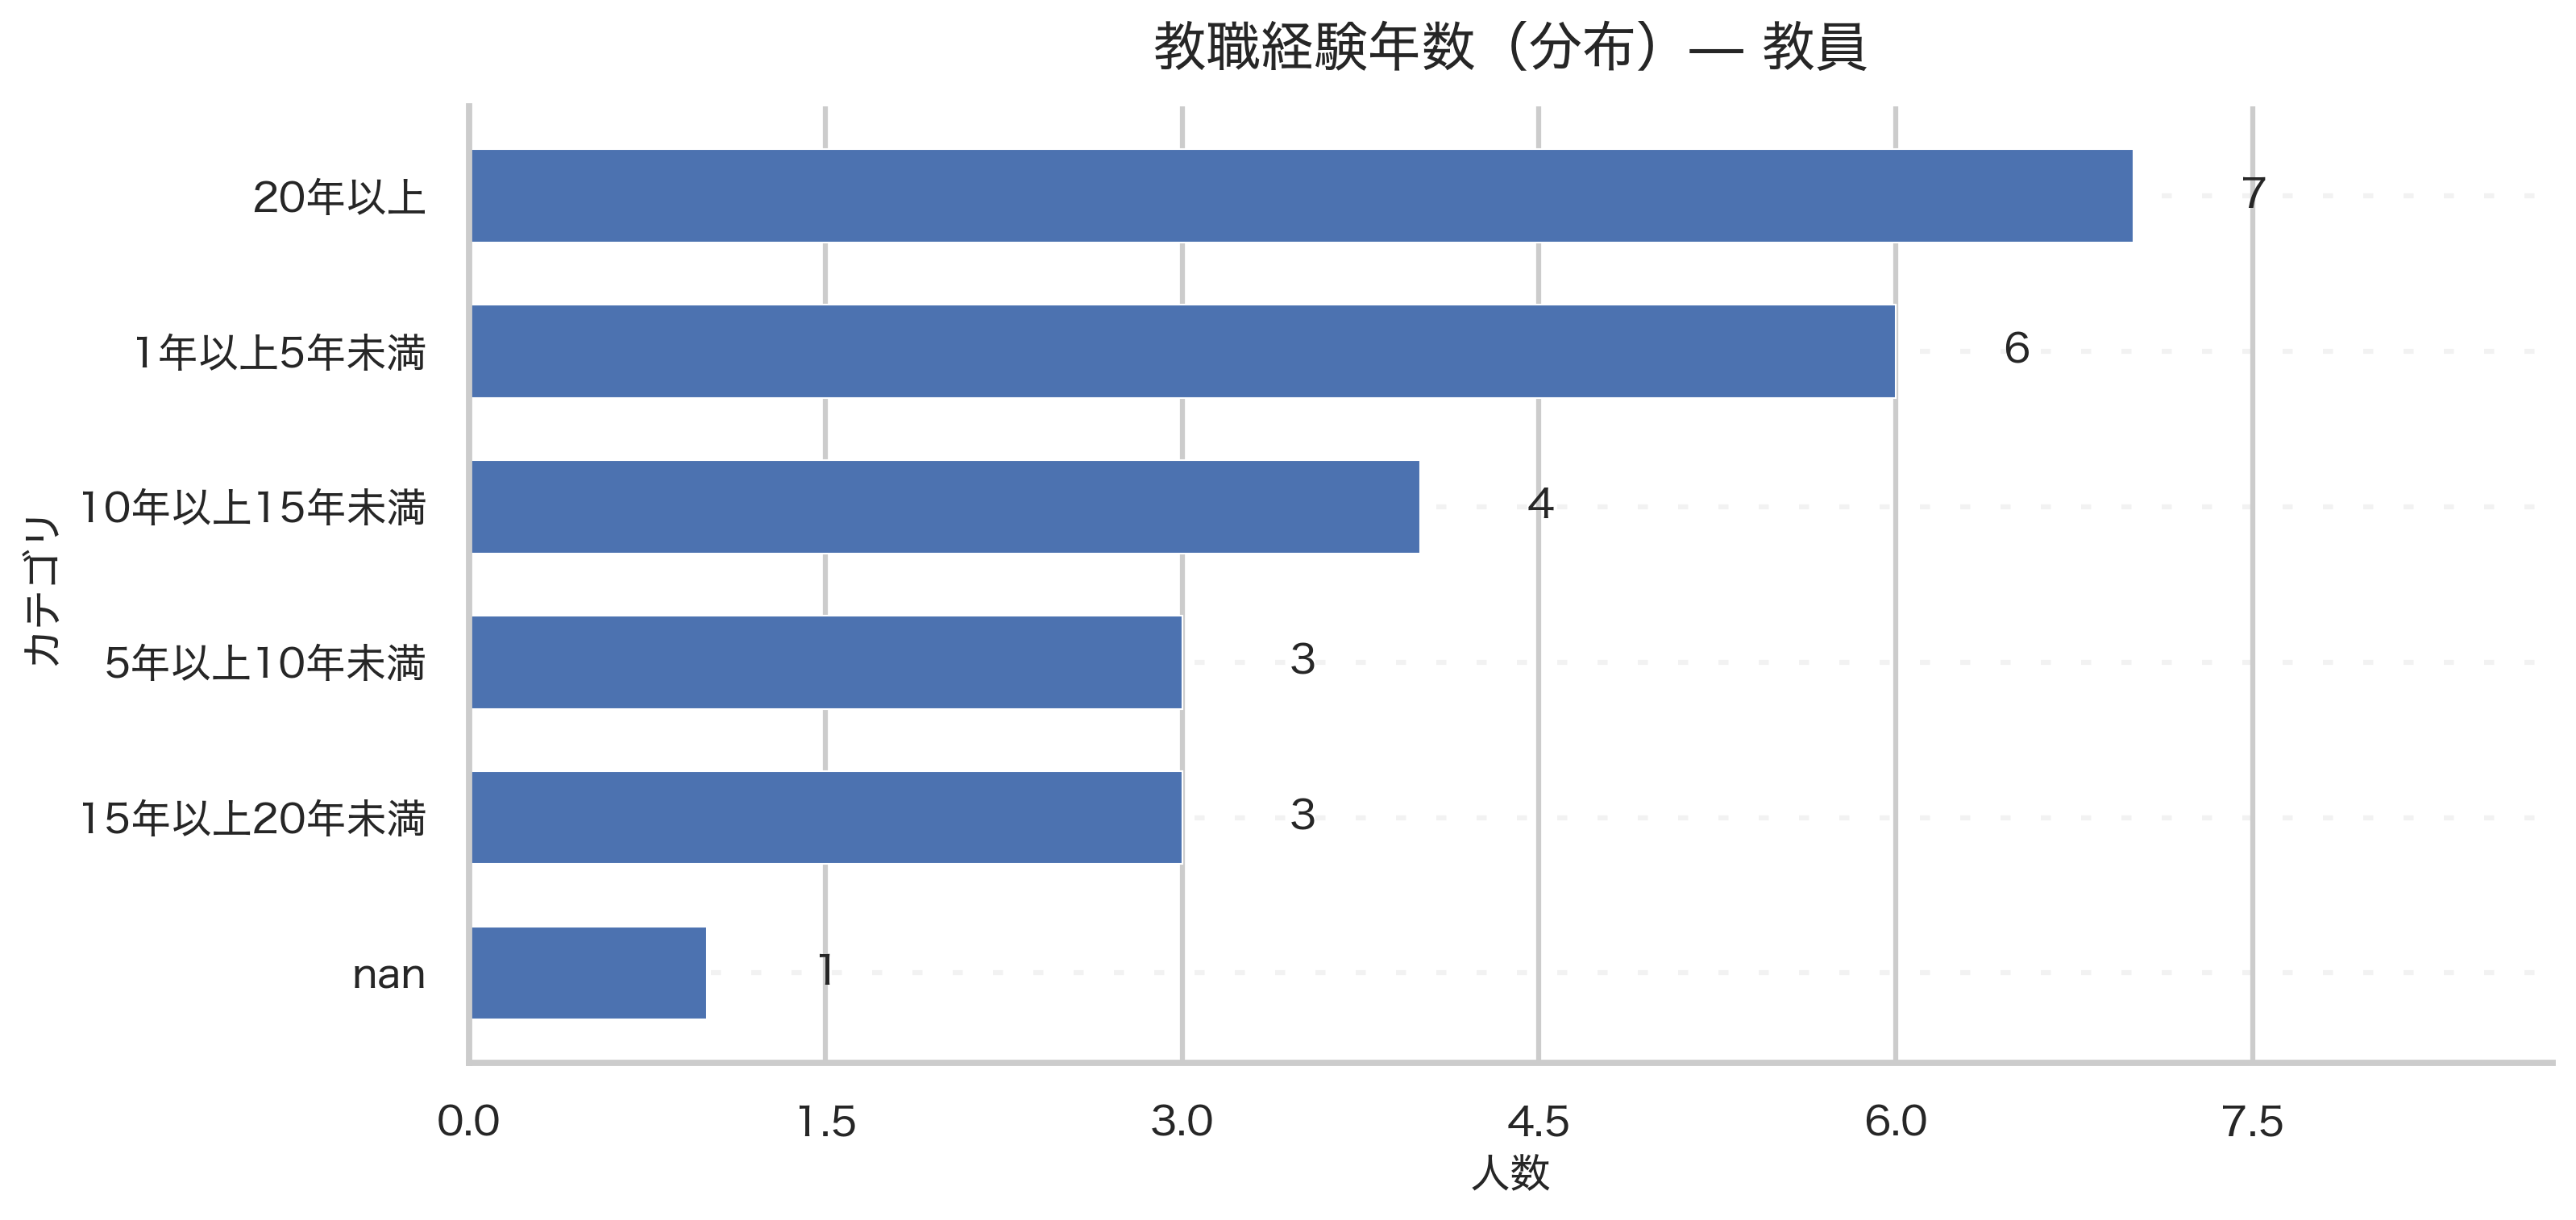 教職経験年数（分布）— 教員
カテゴリ
20年以上 7
1年以上5年未満 6
10年以上15年未満 4
5年以上10年未満 3
15年以上20年未満 3
nan 1
0.0 1.5 3.0 4.5 6.0 7.5
人数